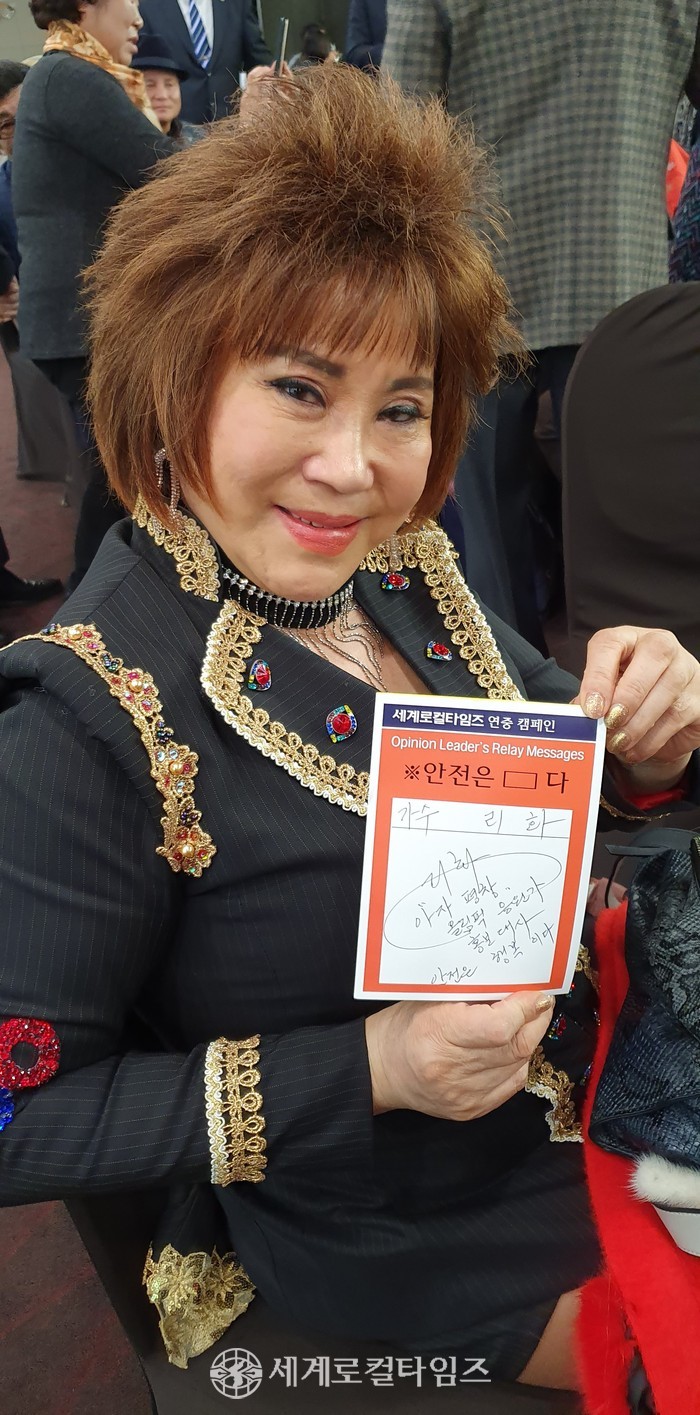 세계로컬타임즈 연중 캠페인
Opinion Leader's Relay Messages
※안전은 ▭ 다
가수 리 화
아자 평창
올림픽 응원가
홍보대사
안전은 행복이다
세계로컬타임즈